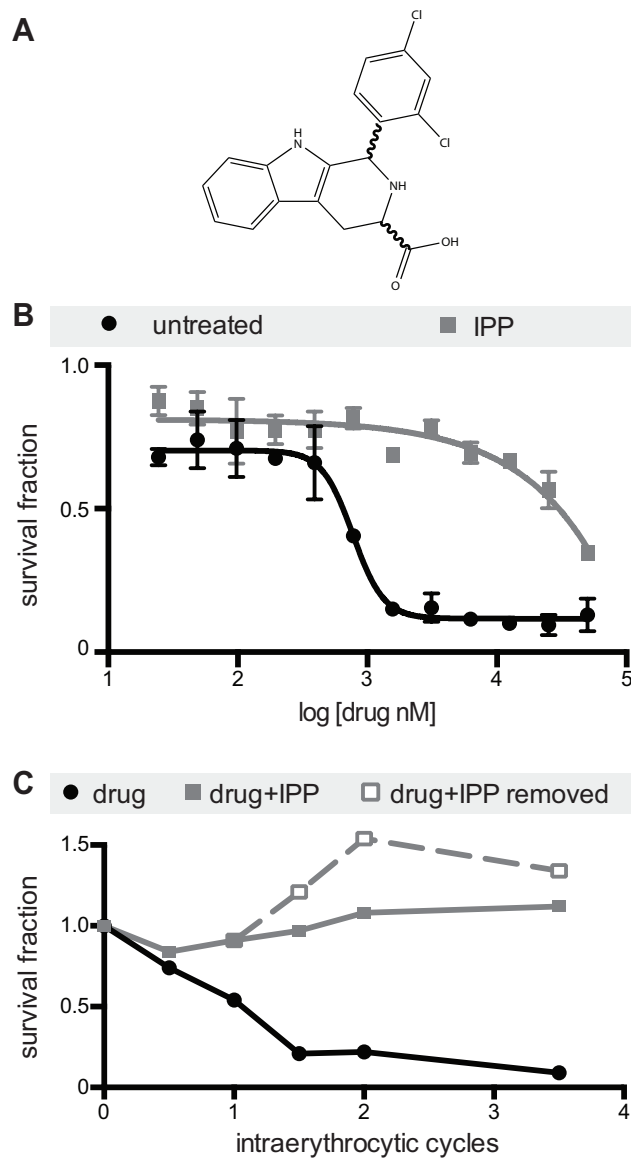 A
Cl
Cl
H
N
NH
OH
O
B
untreated
IPP
1.0
0.5
0
survival fraction
1
2
3
4
5
log [drug nM]
C
drug
drug+IPP
drug+IPP removed
1.5
1.0
0.5
0
survival fraction
0
1
2
3
4
intraerythrocytic cycles